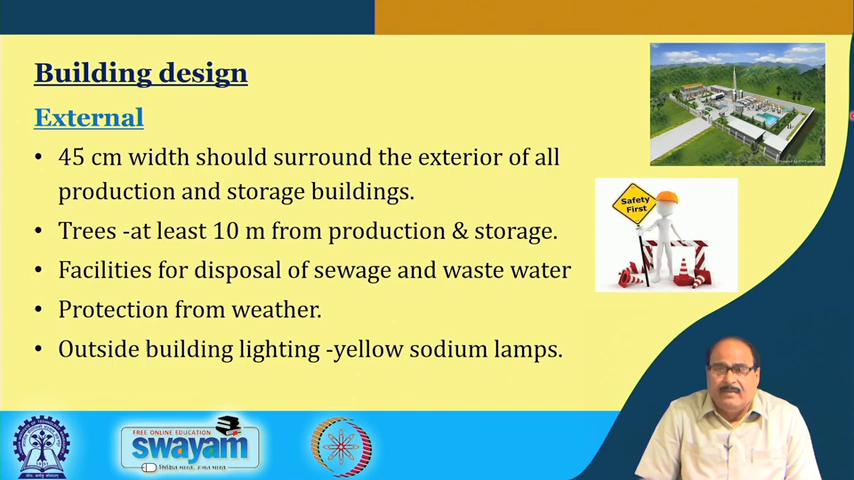 Building design
External
• 45 cm width should surround the exterior of all
production and storage buildings.
• Trees -at least 10 m from production & storage.
• Facilities for disposal of sewage and waste water
• Protection from weather.
• Outside building lighting -yellow sodium lamps.
Safety
First
FREE ONLINE EDUCATION
swayam